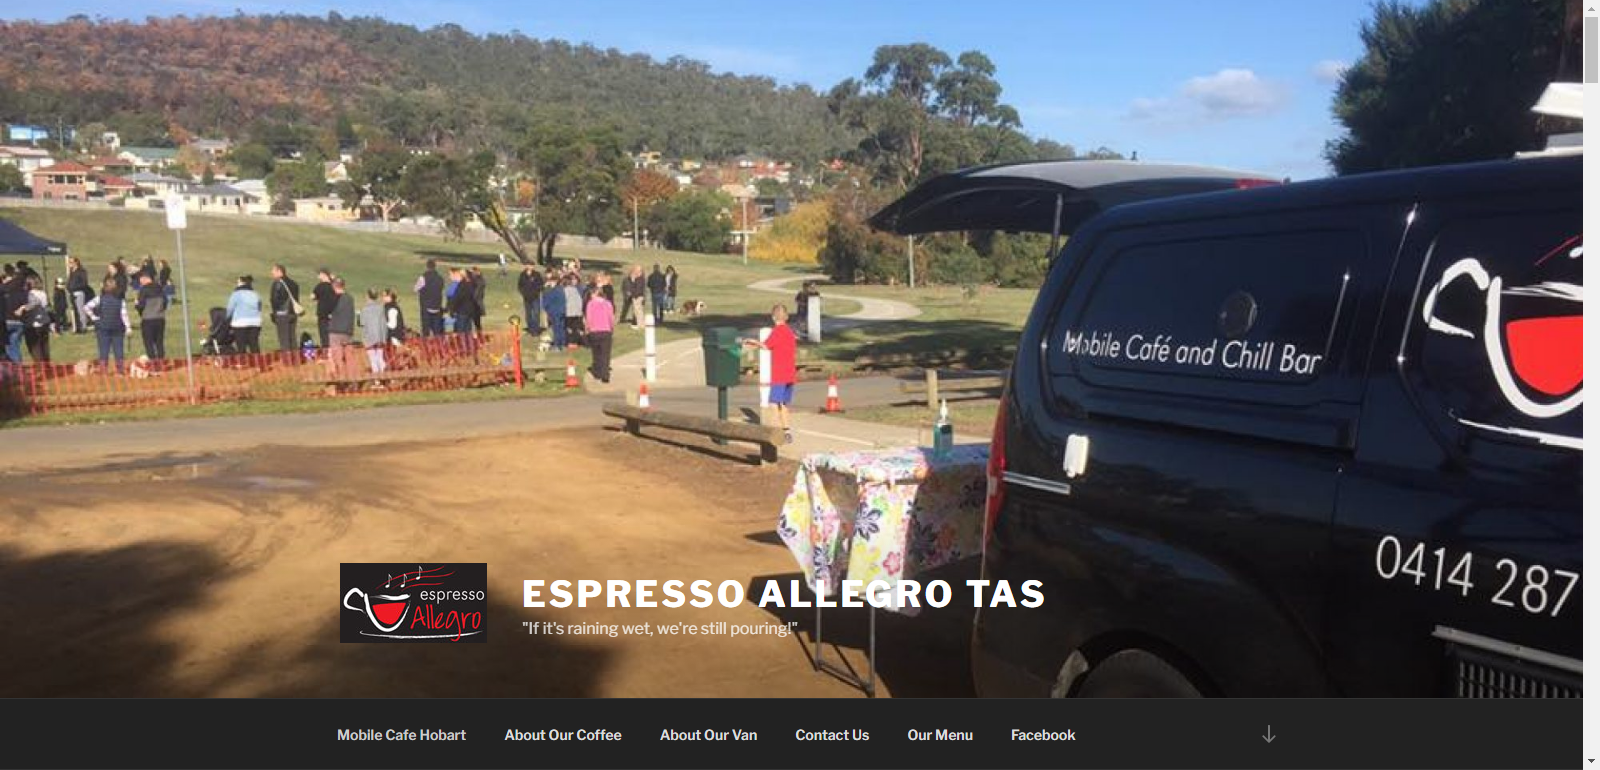 Mobile Café and Chill Bar
0414 287
espresso
Allegro
ESPRESSO ALLEGRO TAS
"If it's raining wet, we're still pouring!"
Mobile Cafe Hobart About Our Coffee About Our Van Contact Us Our Menu Facebook